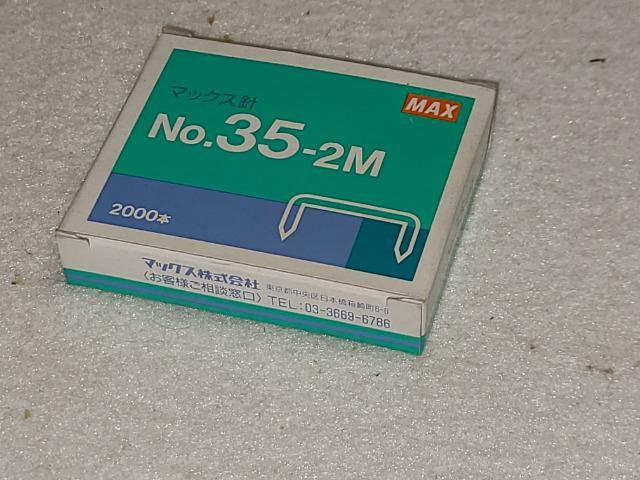 マックス針
MAX
No.35-2M
2000本
マックス株式会社 東京都中央区日本橋箱崎町6-6
〈お客様ご相談窓口〉TEL:03-3669-6786